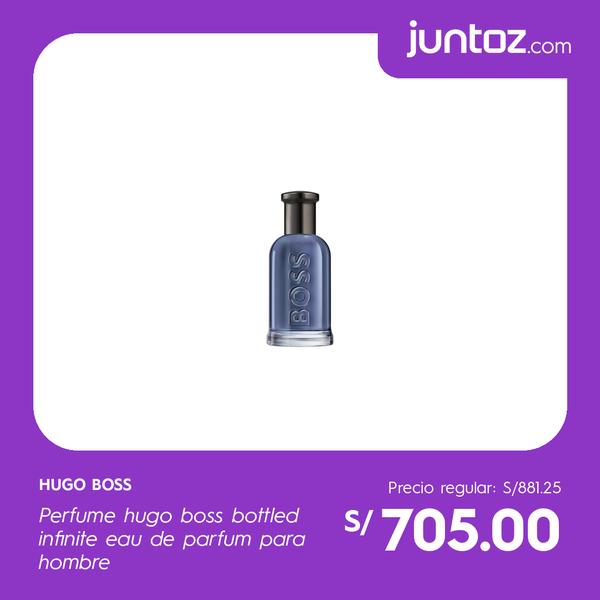 juntoz.com
BOSS
HUGO BOSS
Perfume hugo boss bottled
infinite eau de parfum para
hombre
Precio regular: S/881.25
S/ 705.00